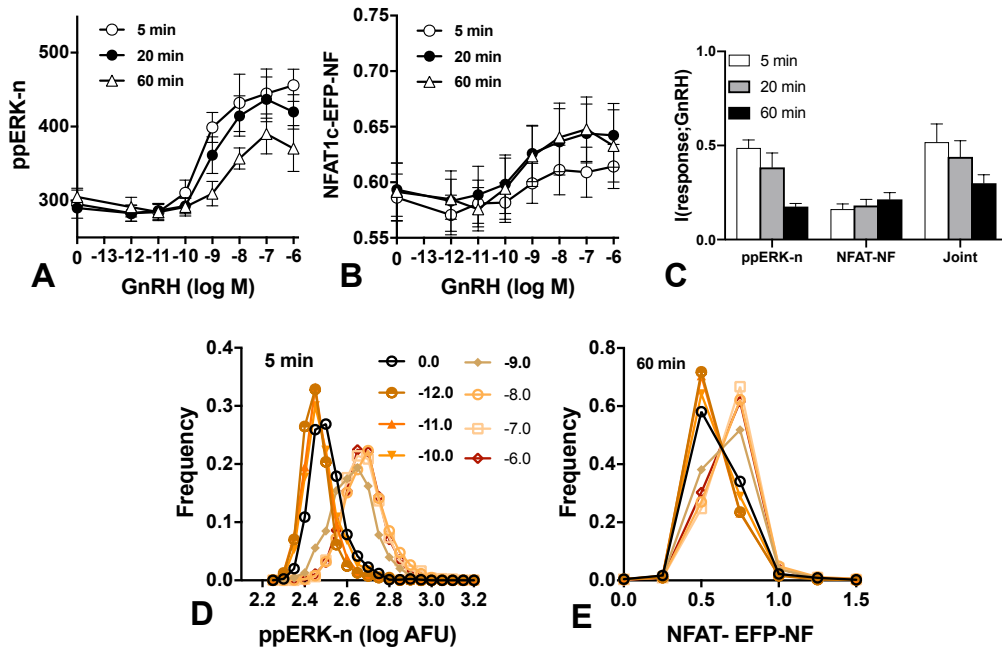 5 min
20 min
60 min
ppERK-n
500
400
300
0 -13 -12 -11 -10 -9 -8 -7 -6
A
GnRH (log M)
5 min
20 min
60 min
NFAT1c-EFP-NF
0.75
0.70
0.65
0.60
0.55
0 -13 -12 -11 -10 -9 -8 -7 -6
B
GnRH (log M)
I(response;GnRH)
1.0
0.5
0.0
5 min
20 min
60 min
ppERK-n NFAT-NF Joint
C
5 min
0.0
-12.0
-11.0
-10.0
-9.0
-8.0
-7.0
-6.0
Frequency
0.4
0.3
0.2
0.1
0.0
2.2 2.4 2.6 2.8 3.0 3.2
D
ppERK-n (log AFU)
60 min
Frequency
0.8
0.6
0.4
0.2
0.0
0.0 0.5 1.0 1.5
E
NFAT- EFP-NF